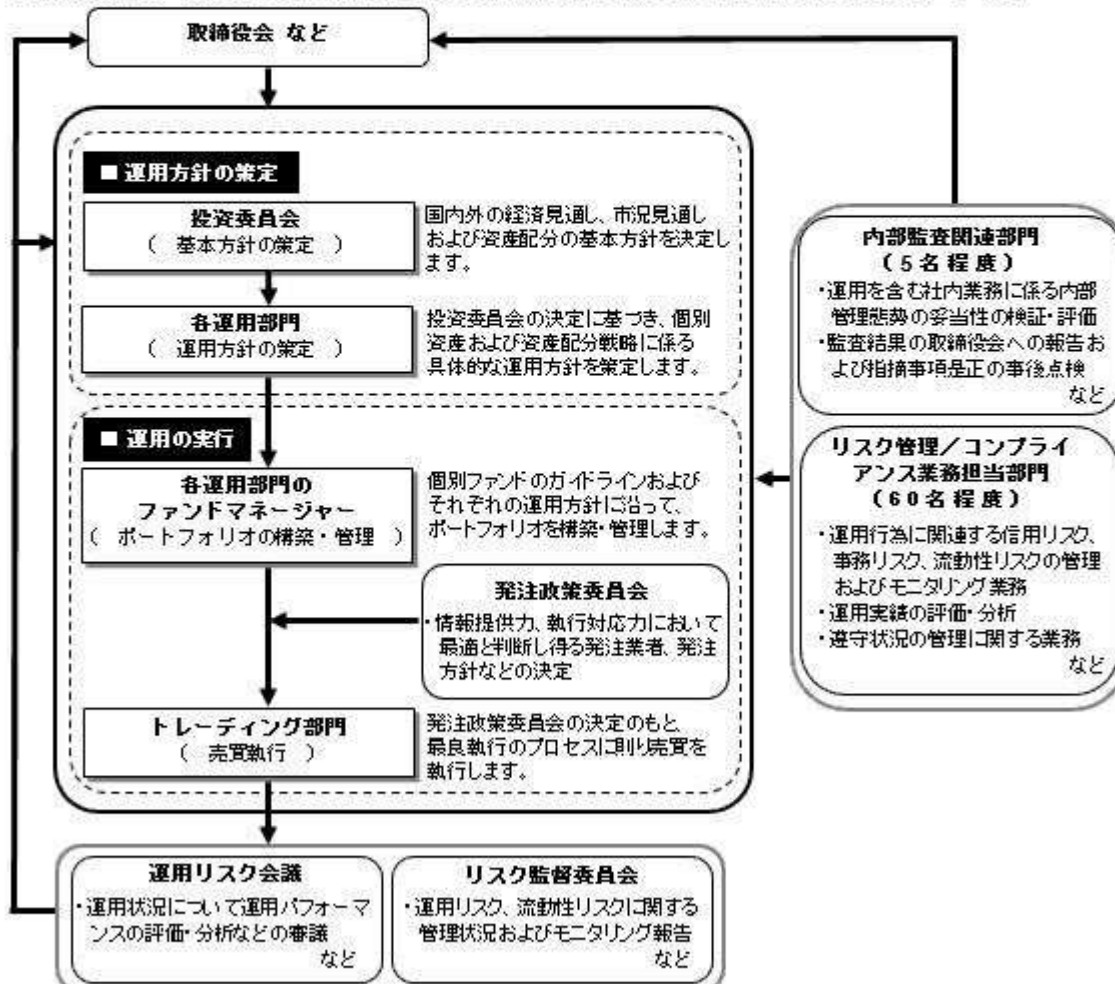 取締役会 など
■ 運用方針の策定
投資委員会
( 基本方針の策定 )
国内外の経済見通し、市況見通し
および資産配分の基本方針を決定し
ます。
各運用部門
( 運用方針の策定 )
投資委員会の決定に基づき、個別
資産および資産配分戦略に係る
具体的な運用方針を策定します。
■ 運用の実行
各運用部門の
ファンドマネージャー
( ポートフォリオの構築・管理 )
個別ファンドのガイドラインおよび
それぞれの運用方針に沿って、
ポートフォリオを構築・管理します。
発注政策委員会
・情報提供力、執行対応力において
最適と判断し得る発注業者、発注
方針などの決定
トレーディング部門
( 売買執行 )
発注政策委員会の決定のもと、
最良執行のプロセスに則り売買を
執行します。
内部監査関連部門
(5名程度)
・運用を含む社内業務に係る内部
管理態勢の妥当性の検証・評価
・監査結果の取締役会への報告お
よび指摘事項是正の事後点検
など
リスク管理/コンプライ
アンス業務担当部門
(60名程度)
・運用行為に関連する信用リスク、
事務リスク、流動性リスクの管理
およびモニタリング業務
・運用実績の評価・分析
・遵守状況の管理に関する業務
など
運用リスク会議
・運用状況について運用パフォーマ
ンスの評価・分析などの審議
など
リスク監督委員会
・運用リスク、流動性リスクに関する
管理状況およびモニタリング報告
など